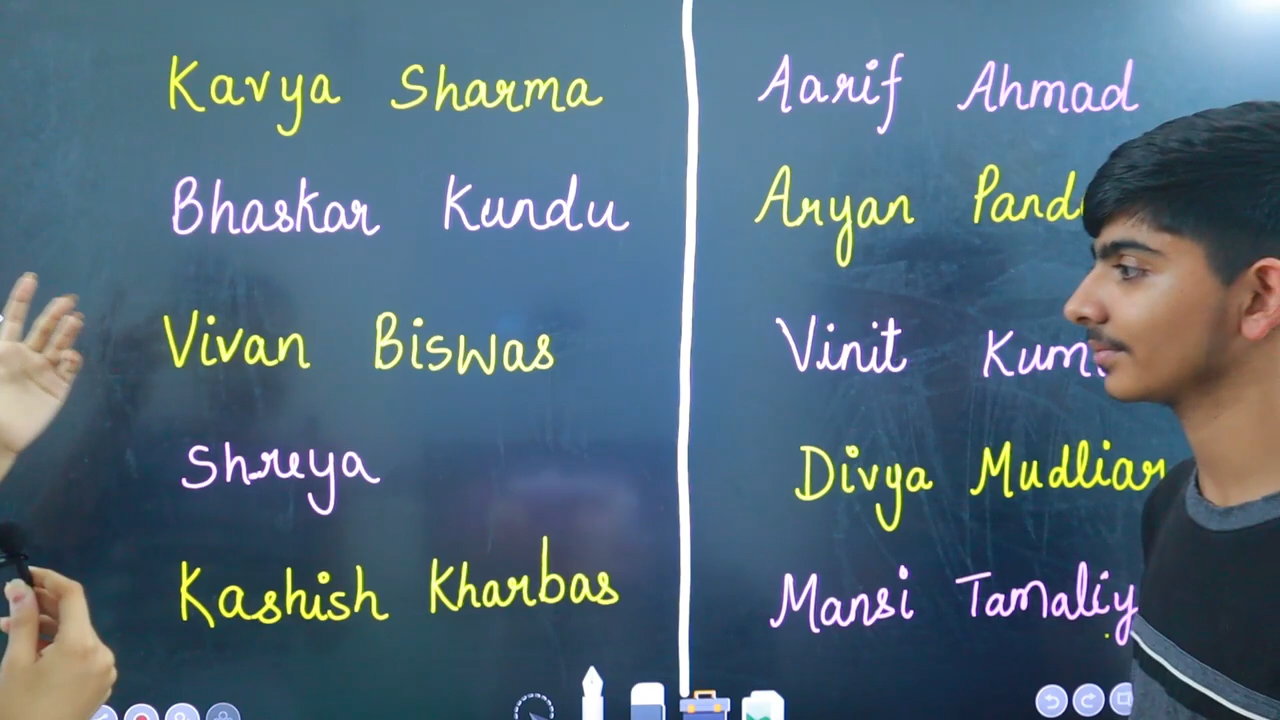 Kavya Sharma
Bhaskar Kundu
Vivan Biswas
Shreya
Kashish Kharbas
Aarif Ahmad
Aryan
Vinit
Divya Mudliar
Mansi